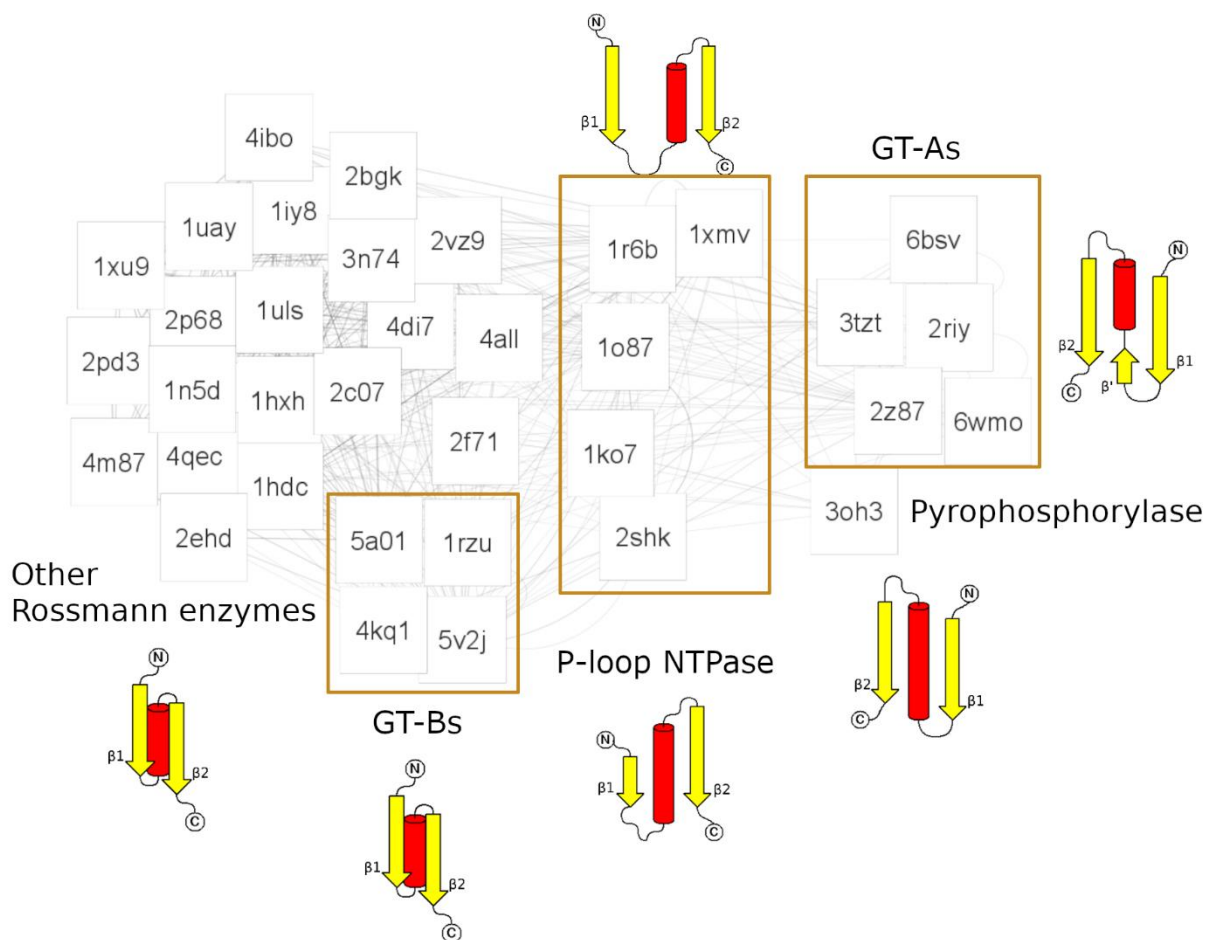 N
β1
β2
C
GT-As
4ibo
2bgk
1uay
1iy8
1xu9
3n74
2vz9
1r6b
1xmv
6bsv
N
2p68
1uls
4di7
4all
1o87
3tzt
2riy
β2
β1
C
β'
2pd3
1n5d
1hxh
2c07
2z87
6wmo
4m87
4qec
1hdc
2f71
1ko7
2ehd
5a01
1rzu
2shk
3oh3
Pyrophosphorylase
Other
Rossmann enzymes
4kq1
5v2j
P-loop NTPase
GT-Bs
N
β1
β2
C
N
β1
β2
C
N
β1
β2
C
N
β2
β1
C